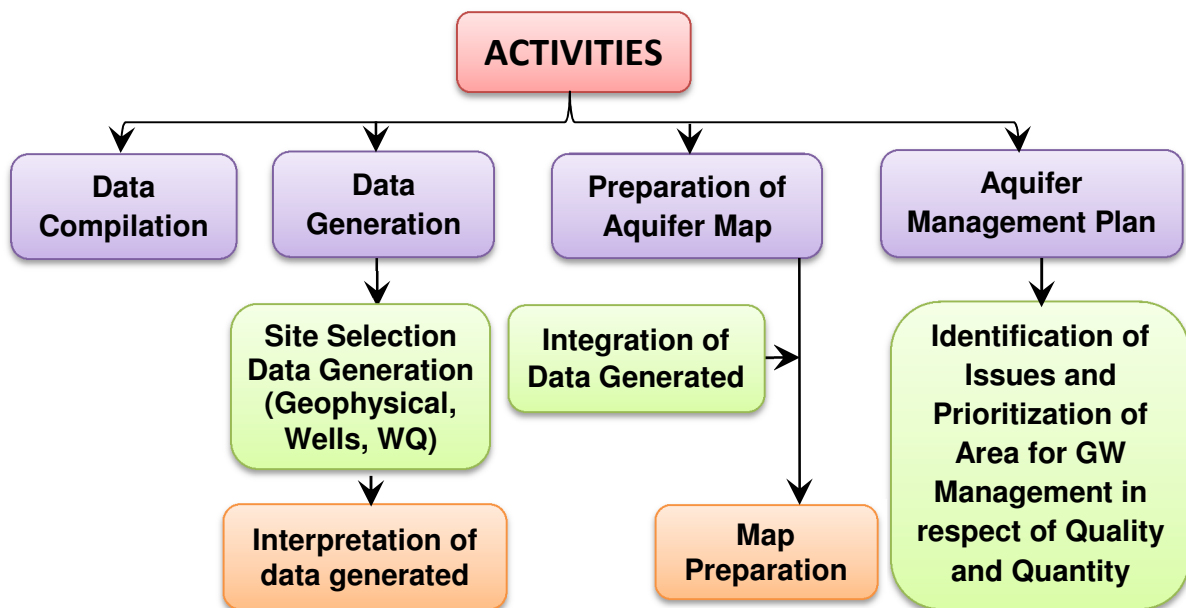 ACTIVITIES
Data
Compilation
Data
Generation
Preparation of
Aquifer Map
Aquifer
Management Plan
Site Selection
Data Generation
(Geophysical,
Wells, WQ)
Integration of
Data Generated
Identification of
Issues and
Prioritization of
Area for GW
Management in
respect of Quality
and Quantity
Interpretation of
data generated
Map
Preparation